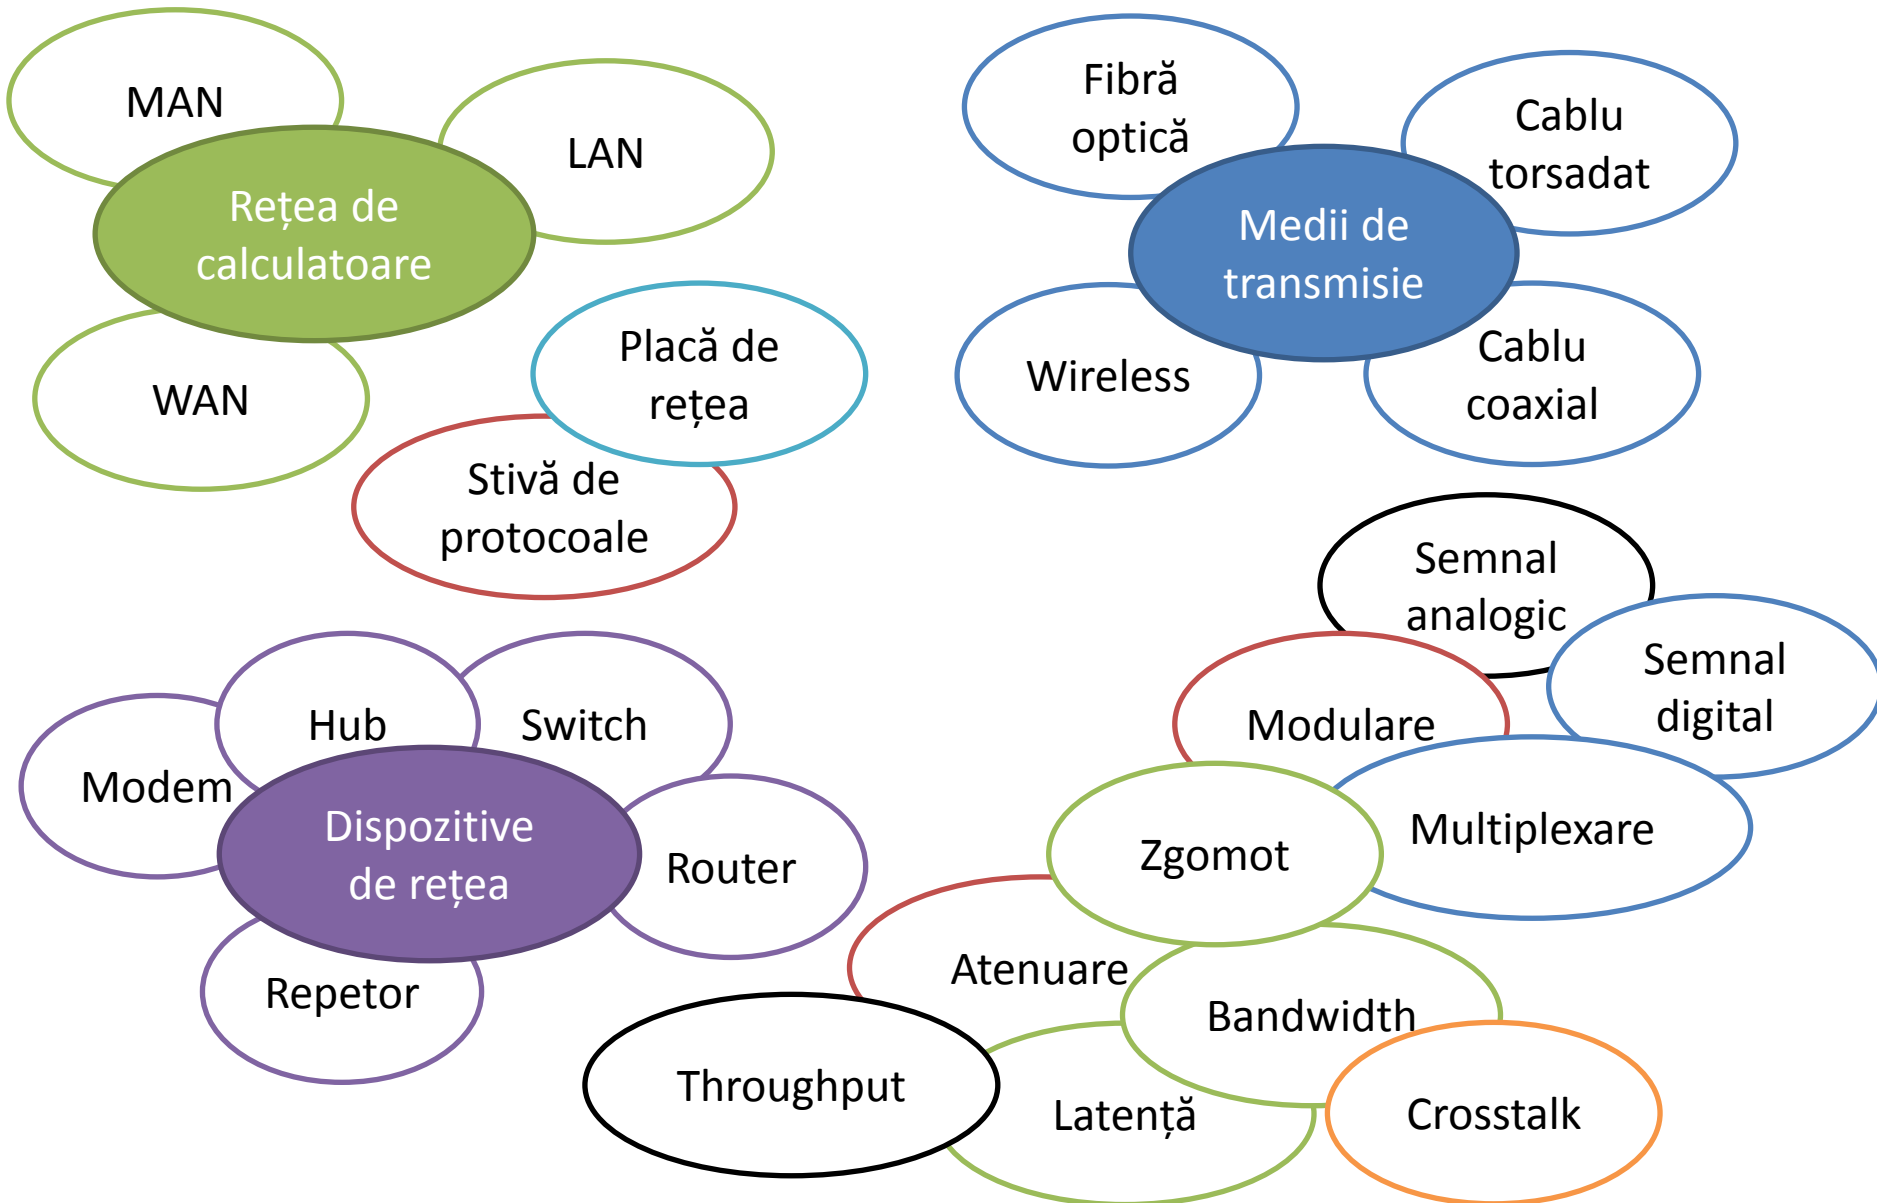 MAN
LAN
Rețea de
calculatoare
WAN
Placă de
rețea
Stivă de
protocoale
Fibră
optică
Cablu
torsadat
Medii de
transmisie
Wireless
Cablu
coaxial
Semnal
analogic
Semnal
digital
Modulare
Multiplexare
Zgomot
Atenuare
Bandwidth
Throughput
Latență
Crosstalk
Hub
Switch
Modem
Dispozitive
de rețea
Router
Repetor